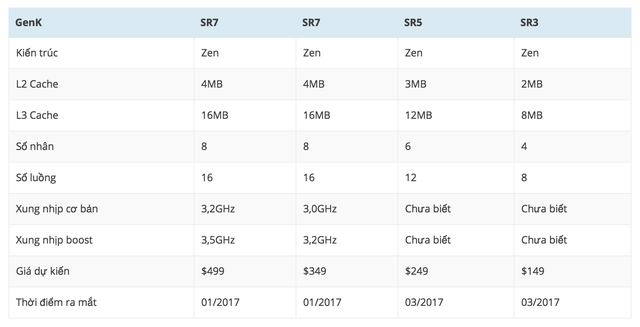 GenK SR7 SR7 SR5 SR3
Kiến trúc Zen Zen Zen Zen
L2 Cache 4MB 4MB 3MB 2MB
L3 Cache 16MB 16MB 12MB 8MB
Số nhân 8 8 6 4
Số luồng 16 16 12 8
Xung nhịp cơ bản 3,2GHz 3,0GHz Chưa biết Chưa biết
Xung nhịp boost 3,5GHz 3,2GHz Chưa biết Chưa biết
Giá dự kiến $499 $349 $249 $149
Thời điểm ra mắt 01/2017 01/2017 03/2017 03/2017